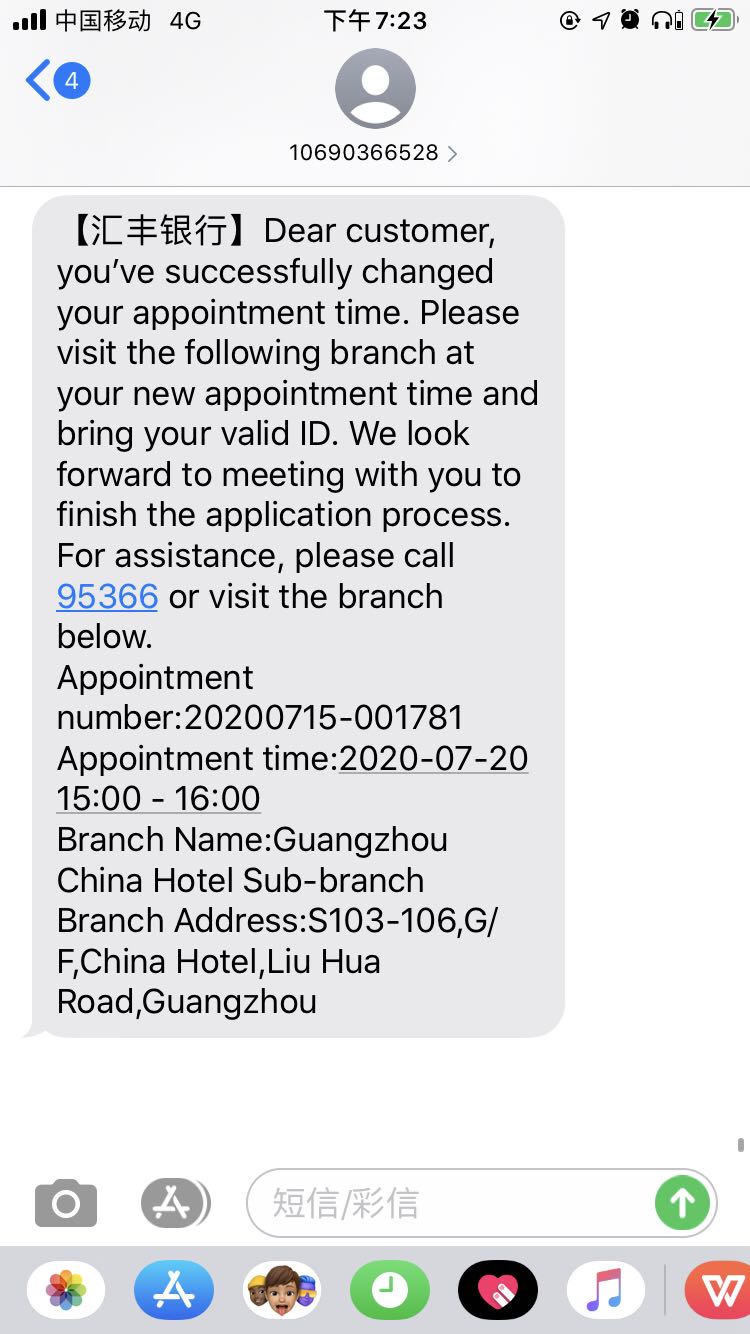 中国移动 4G 下午7:23
4
10690366528
【汇丰银行】Dear customer,
you’ve successfully changed
your appointment time. Please
visit the following branch at
your new appointment time and
bring your valid ID. We look
forward to meeting with you to
finish the application process.
For assistance, please call
95366 or visit the branch
below.
Appointment
number:20200715-001781
Appointment time:2020-07-20
15:00 - 16:00
Branch Name:Guangzhou
China Hotel Sub-branch
Branch Address:S103-106,G/
F,China Hotel,Liu Hua
Road,Guangzhou
短信/彩信